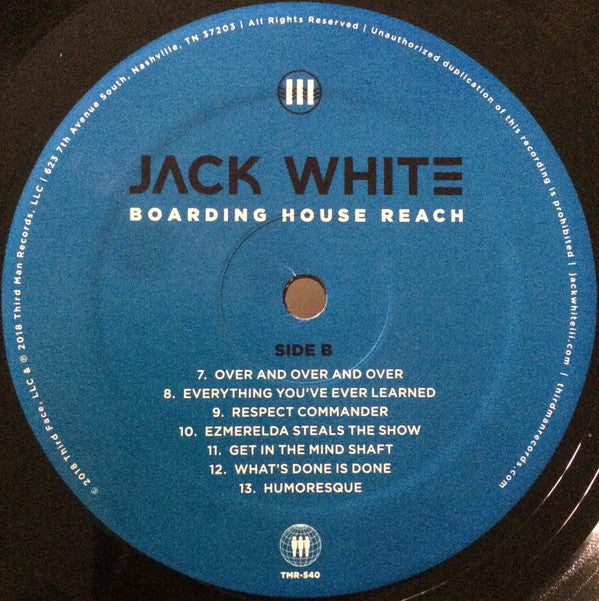 © 2018 Third Face, LLC & ℗ 2018 Third Man Records, LLC | 623 7th Avenue South, Nashville, TN 37203 | All Rights Reserved | Unauthorized duplication of this recording is prohibited | jackwhiteiii.com | thirdmanrecords.com
III
JACK WHITE
BOARDING HOUSE REACH
SIDE B
7. OVER AND OVER AND OVER
8. EVERYTHING YOU'VE EVER LEARNED
9. RESPECT COMMANDER
10. EZMERELDA STEALS THE SHOW
11. GET IN THE MIND SHAFT
12. WHAT'S DONE IS DONE
13. HUMORESQUE
TMR-540